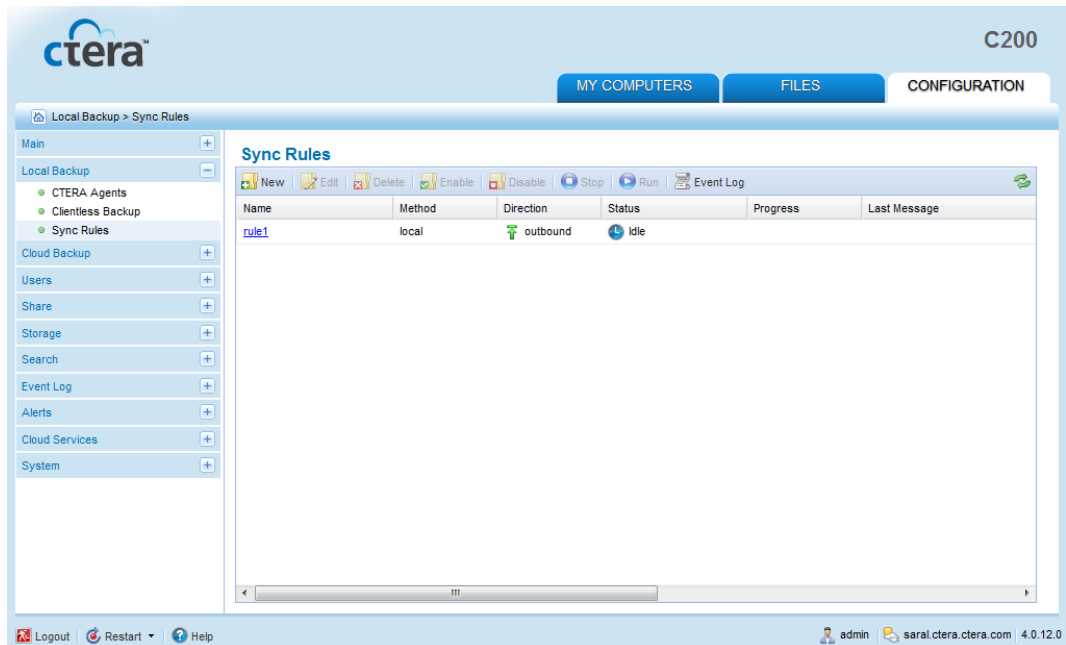 ctera™
C200
MY COMPUTERS FILES CONFIGURATION
Local Backup > Sync Rules
Main
Local Backup
CTERA Agents
Clientless Backup
Sync Rules
Cloud Backup
Users
Share
Storage
Search
Event Log
Alerts
Cloud Services
System
Sync Rules
New Edit Delete Enable Disable Stop Run Event Log
Name Method Direction Status Progress Last Message
rule1 local outbound Idle
Logout Restart Help admin saral.ctera.ctera.com 4.0.12.0